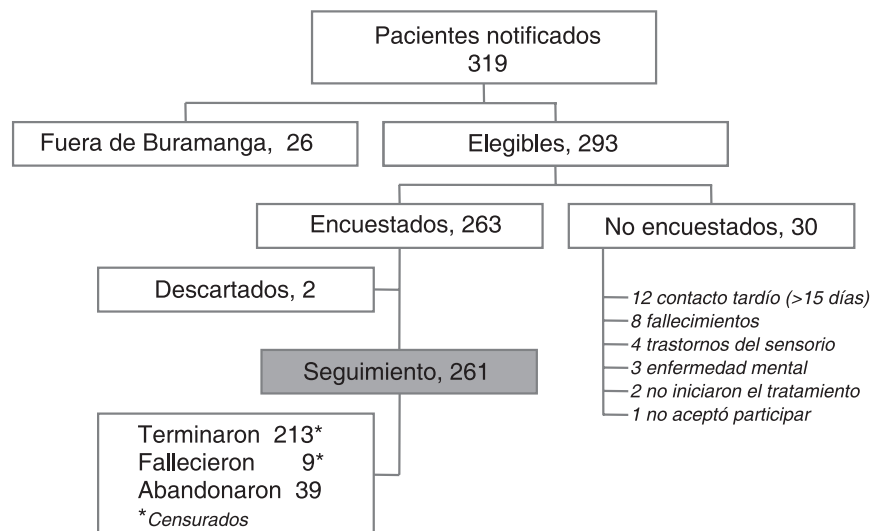 Pacientes notificados
319
Fuera de Buramanga, 26
Elegibles, 293
Encuestados, 263
No encuestados, 30
Descartados, 2
12 contacto tardío (>15 días)
8 fallecimientos
4 trastornos del sensorio
3 enfermedad mental
2 no iniciaron el tratamiento
1 no aceptó participar
Seguimiento, 261
Terminaron 213*
Fallecieron 9*
Abandonaron 39
*Censurados